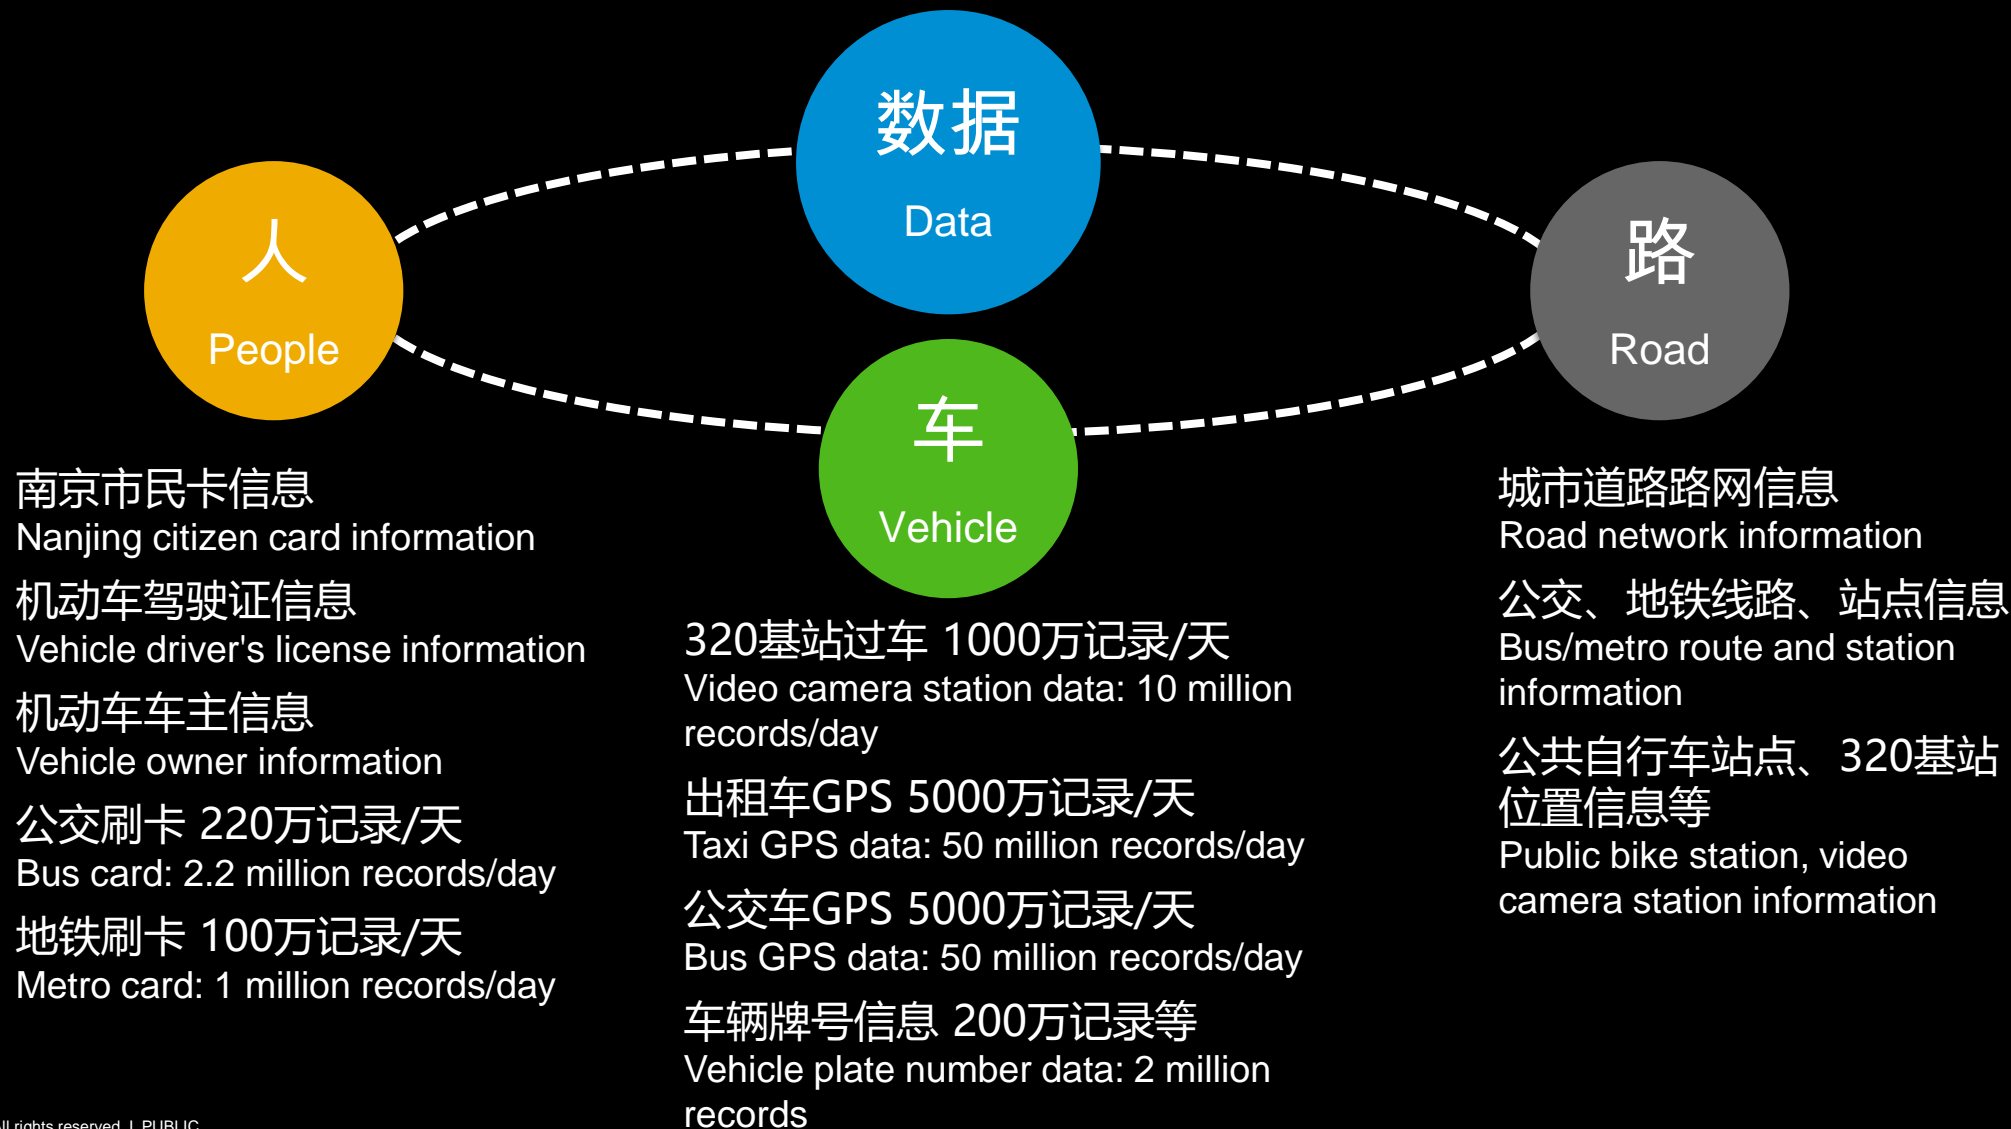 数据
Data
人
People
路
Road
车
Vehicle
南京市民卡信息
Nanjing citizen card information
机动车驾驶证信息
Vehicle driver's license information
机动车车主信息
Vehicle owner information
公交刷卡 220万记录/天
Bus card: 2.2 million records/day
地铁刷卡 100万记录/天
Metro card: 1 million records/day
320基站过车 1000万记录/天
Video camera station data: 10 million
records/day
出租车GPS 5000万记录/天
Taxi GPS data: 50 million records/day
公交车GPS 5000万记录/天
Bus GPS data: 50 million records/day
车辆牌号信息 200万记录等
Vehicle plate number data: 2 million
records
城市道路路网信息
Road network information
公交、地铁线路、站点信息
Bus/metro route and station
information
公共自行车站点、320基站
位置信息等
Public bike station, video
camera station information
All rights reserved. I PUBLIC